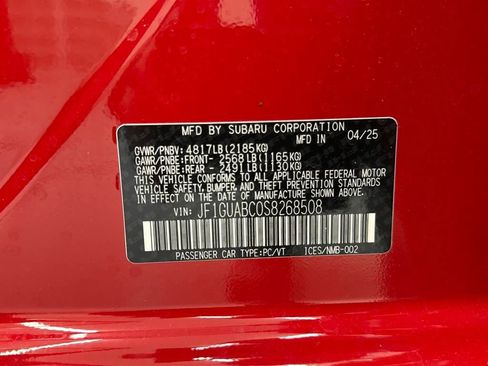 MFD BY SUBARU CORPORATION
MFD IN 04/25
GVWR/PNBV: 4817LB(2185KG)
GAWR/PNBE:FRONT- 2568LB(1165KG)
GAWR/PNBE:REAR - 2491LB(1130KG)
THIS VEHICLE CONFORMS TO ALL APPLICABLE FEDERAL MOTOR
VEHICLE SAFETY, BUMPER, AND THEFT PREVENTION STANDARDS
IN EFFECT ON THE DATE OF MANUFACTURE SHOWN ABOVE.
VIN: JF1GUABC0S8268508
PASSENGER CAR TYPE:PC/VT ICES/NMB-002